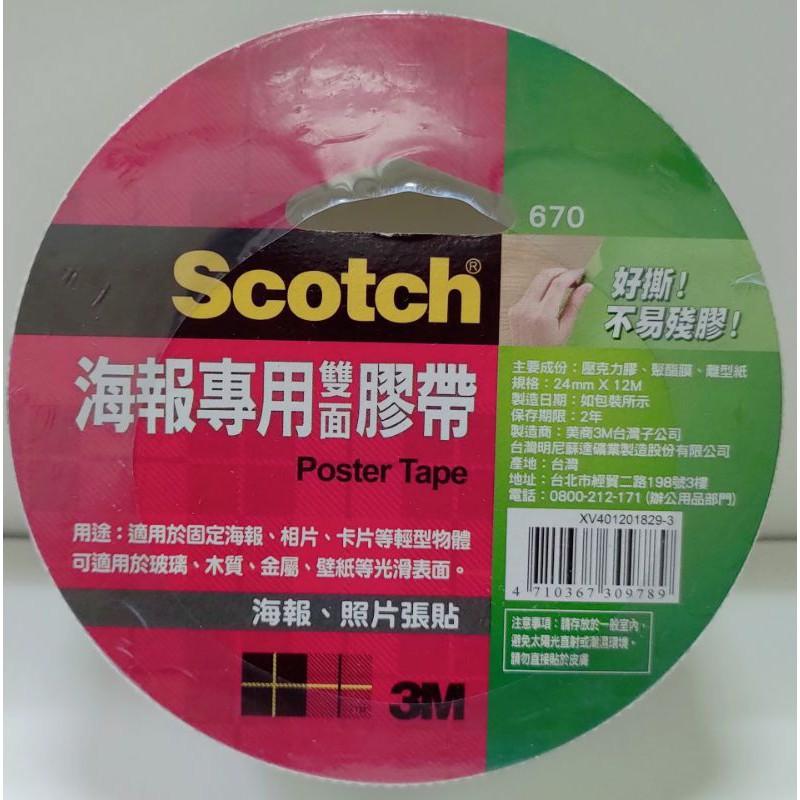 670
Scotch®
好撕!
不易殘膠!
海報專用雙面膠帶
Poster Tape
用途:適用於固定海報、相片、卡片等輕型物體
可適用於玻璃、木質、金屬、壁紙等光滑表面。
海報、照片張貼
3M
主要成份:壓克力膠、聚酯膜、離型紙
規格:24mm X 12M
製造日期:如包裝所示
保存期限:2年
製造商:美商3M台灣子公司
台灣明尼蘇達礦業製造股份有限公司
產地:台灣
地址:台北市經貿二路198號3樓
電話:0800-212-171 (辦公用品部門)
XV401201829-3
4 710367 309789
注意事項:請存放於一般室內,
避免太陽光直射或潮濕環境。
請勿直接貼於皮膚